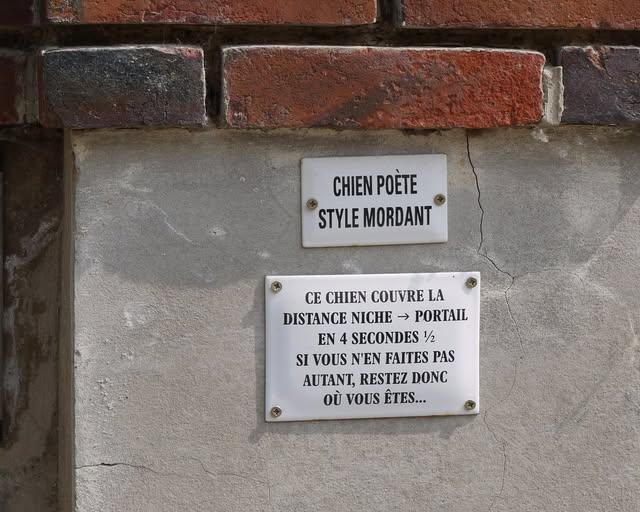 CHIEN POÈTE
STYLE MORDANT
CE CHIEN COUVRE LA
DISTANCE NICHE → PORTAIL
EN 4 SECONDES ½
SI VOUS N'EN FAITES PAS
AUTANT, RESTEZ DONC
OÙ VOUS ÊTES...